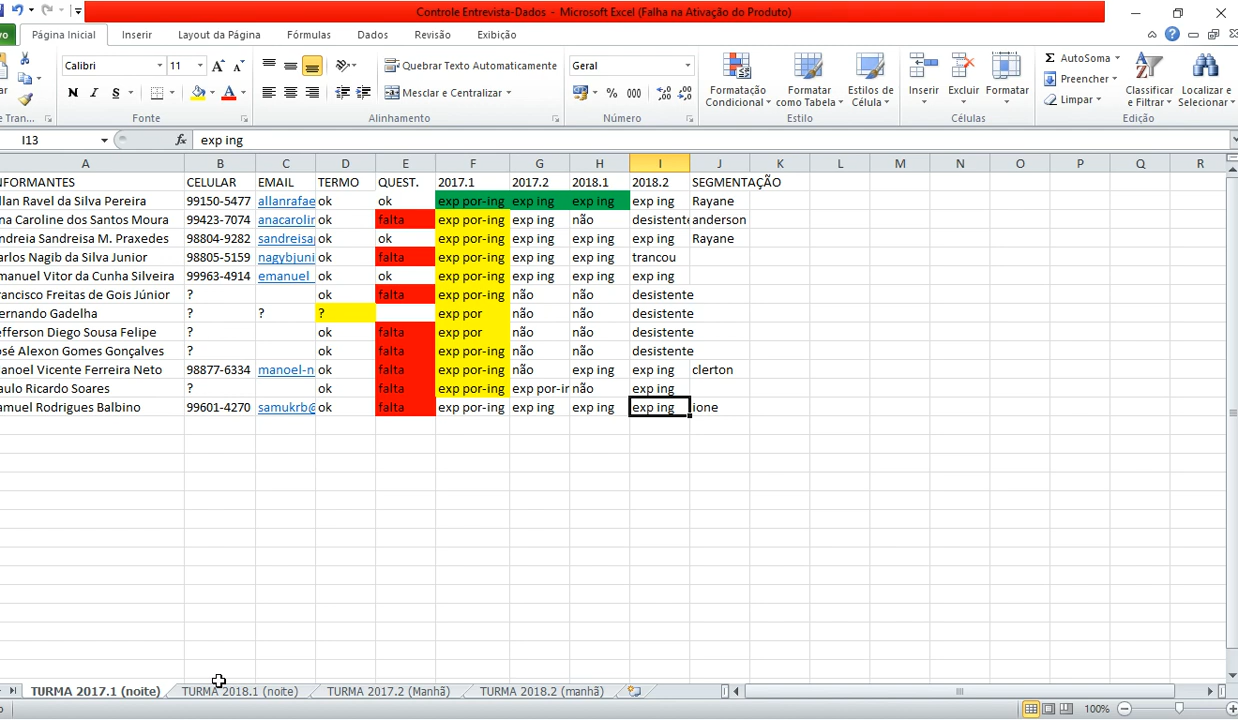 Controle Entrevista-Dados - Microsoft Excel (Falha na Ativação do Produto)
Página Inicial Inserir Layout da Página Fórmulas Dados Revisão Exibição
Calibri 11 Quebrar Texto Automaticamente Geral AutoSoma
Preencher
N I S Mesclar e Centralizar % 000 Formatação Condicional Formatar como Tabela Estilos de Célula Inserir Excluir Formatar Limpar Classificar e Filtrar Localizar e Selecionar
Fonte Alinhamento Número Estilo Células Edição
I13 fx exp ing
A B C D E F G H I J K L M N O P Q R
NFORMANTES CELULAR EMAIL TERMO QUEST. 2017.1 2017.2 2018.1 2018.2 SEGMENTAÇÃO
llan Ravel da Silva Pereira 99150-5477 allanrafae ok ok exp por-ing exp ing exp ing exp ing Rayane
na Caroline dos Santos Moura 99423-7074 anacarolir ok falta exp por-ing exp ing não desistente anderson
ndreia Sandreisa M. Praxedes 98804-9282 sandreisa ok ok exp por-ing exp ing exp ing exp ing Rayane
arlos Nagib da Silva Junior 98805-5159 nagybjuni ok falta exp por-ing exp ing exp ing trancou
manuel Vitor da Cunha Silveira 99963-4914 emanuel_ ok ok exp por-ing exp ing exp ing exp ing
rancisco Freitas de Gois Júnior ? ok falta exp por-ing não não desistente
ernando Gadelha ? ? ? exp por não não desistente
efferson Diego Sousa Felipe ? ok falta exp por não não desistente
osé Alexon Gomes Gonçalves ? ok falta exp por-ing não não desistente
anoel Vicente Ferreira Neto 98877-6334 manoel-n ok falta exp por-ing não exp ing exp ing clerton
aulo Ricardo Soares ? ok falta exp por-ing exp por-ir não exp ing
amuel Rodrigues Balbino 99601-4270 samukrb@ ok falta exp por-ing exp ing exp ing exp ing ione
TURMA 2017.1 (noite) TURMA 2018.1 (noite) TURMA 2017.2 (Manhã) TURMA 2018.2 (manhã)
100%